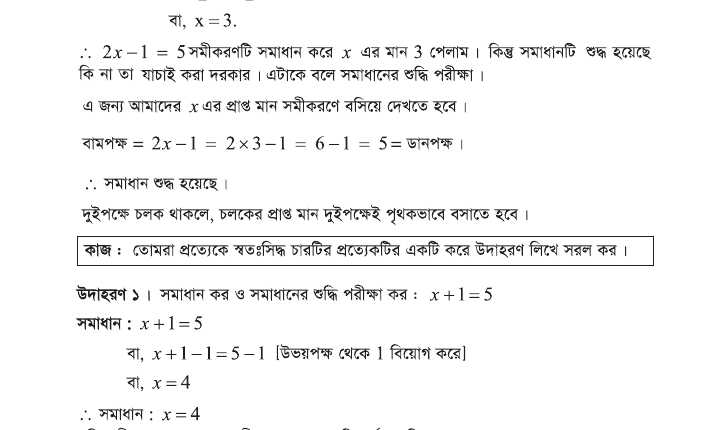 বা, x = 3.
∴ 2x – 1 = 5 সমীকরণটি সমাধান করে x এর মান 3 পেলাম । কিন্তু সমাধানটি শুদ্ধ হয়েছে
কি না তা যাচাই করা দরকার । এটাকে বলে সমাধানের শুদ্ধি পরীক্ষা ।
এ জন্য আমাদের x এর প্রাপ্ত মান সমীকরণে বসিয়ে দেখতে হবে ।
বামপক্ষ = 2x – 1 = 2×3 – 1 = 6 – 1 = 5 = ডানপক্ষ ।
∴ সমাধান শুদ্ধ হয়েছে ।
দুইপক্ষে চলক থাকলে, চলকের প্রাপ্ত মান দুইপক্ষেই পৃথকভাবে বসাতে হবে ।
কাজ : তোমরা প্রত্যেকে স্বতঃসিদ্ধ চারটির প্রত্যেকটির একটি করে উদাহরণ লিখে সরল কর ।
উদাহরণ ১ । সমাধান কর ও সমাধানের শুদ্ধি পরীক্ষা কর : x + 1 = 5
সমাধান : x + 1 = 5
বা, x + 1 – 1 = 5 – 1 [উভয়পক্ষ থেকে 1 বিয়োগ করে]
বা, x = 4
∴ সমাধান : x = 4